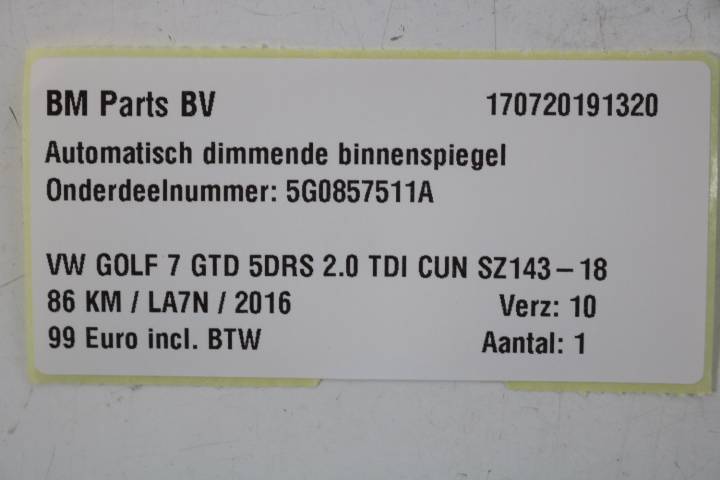 BM Parts BV 170720191320
Automatisch dimmende binnenspiegel
Onderdeelnummer: 5G0857511A
VW GOLF 7 GTD 5DRS 2.0 TDI CUN SZ143-18
86 KM / LA7N / 2016 Verz: 10
99 Euro incl. BTW Aantal: 1